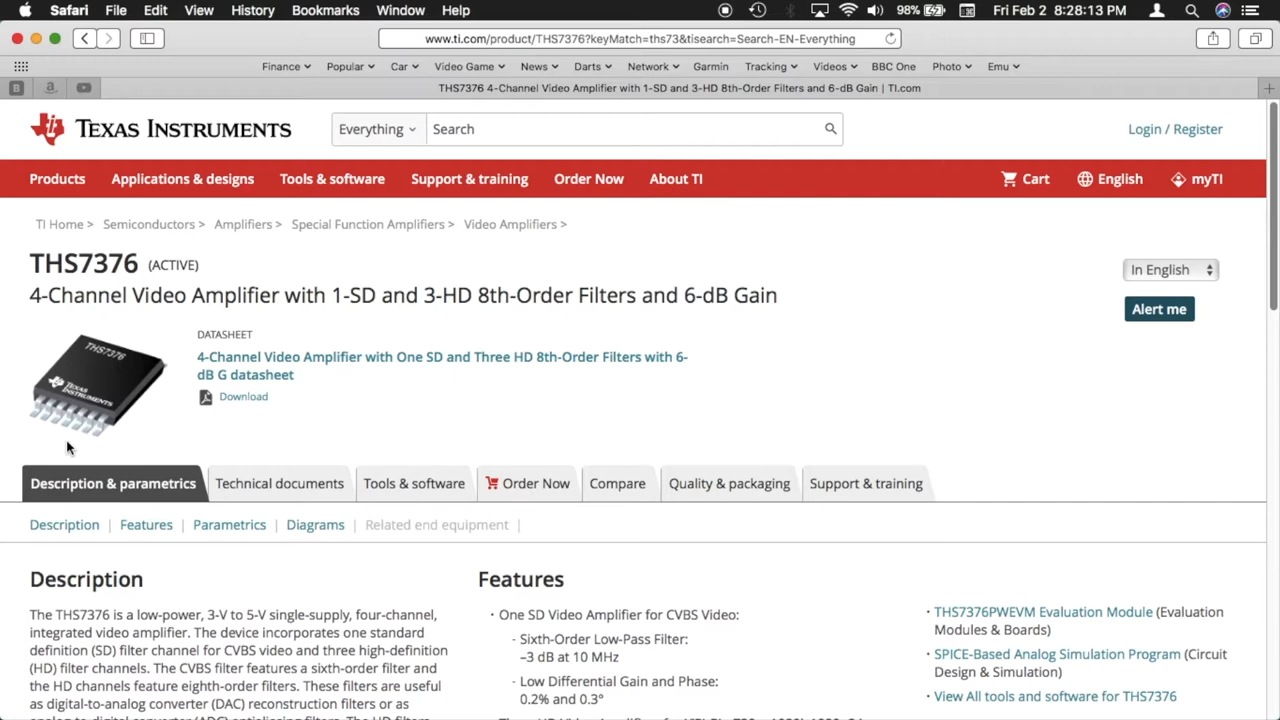 Safari File Edit View History Bookmarks Window Help 98% Fri Feb 2 8:28:13 PM
www.ti.com/product/THS7376?keyMatch=ths73&tisearch=Search-EN-Everything
Finance Popular Car Video Game News Darts Network Garmin Tracking Videos BBC One Photo Emu
B a THS7376 4-Channel Video Amplifier with 1-SD and 3-HD 8th-Order Filters and 6-dB Gain | TI.com
TEXAS INSTRUMENTS Everything Search Login / Register
Products Applications & designs Tools & software Support & training Order Now About TI Cart English myTI
TI Home > Semiconductors > Amplifiers > Special Function Amplifiers > Video Amplifiers >
THS7376 (ACTIVE)
In English
4-Channel Video Amplifier with 1-SD and 3-HD 8th-Order Filters and 6-dB Gain
Alert me
THS7376
TEXAS
INSTRUMENTS
DATASHEET
4-Channel Video Amplifier with One SD and Three HD 8th-Order Filters with 6-
dB G datasheet
Download
Description & parametrics Technical documents Tools & software Order Now Compare Quality & packaging Support & training
Description | Features | Parametrics | Diagrams | Related end equipment |
Description
The THS7376 is a low-power, 3-V to 5-V single-supply, four-channel,
integrated video amplifier. The device incorporates one standard
definition (SD) filter channel for CVBS video and three high-definition
(HD) filter channels. The CVBS filter features a sixth-order filter and
the HD channels feature eighth-order filters. These filters are useful
as digital-to-analog converter (DAC) reconstruction filters or as
Features
· One SD Video Amplifier for CVBS Video:
- Sixth-Order Low-Pass Filter:
–3 dB at 10 MHz
- Low Differential Gain and Phase:
0.2% and 0.3°
· THS7376PWEVM Evaluation Module (Evaluation
Modules & Boards)
· SPICE-Based Analog Simulation Program (Circuit
Design & Simulation)
· View All tools and software for THS7376